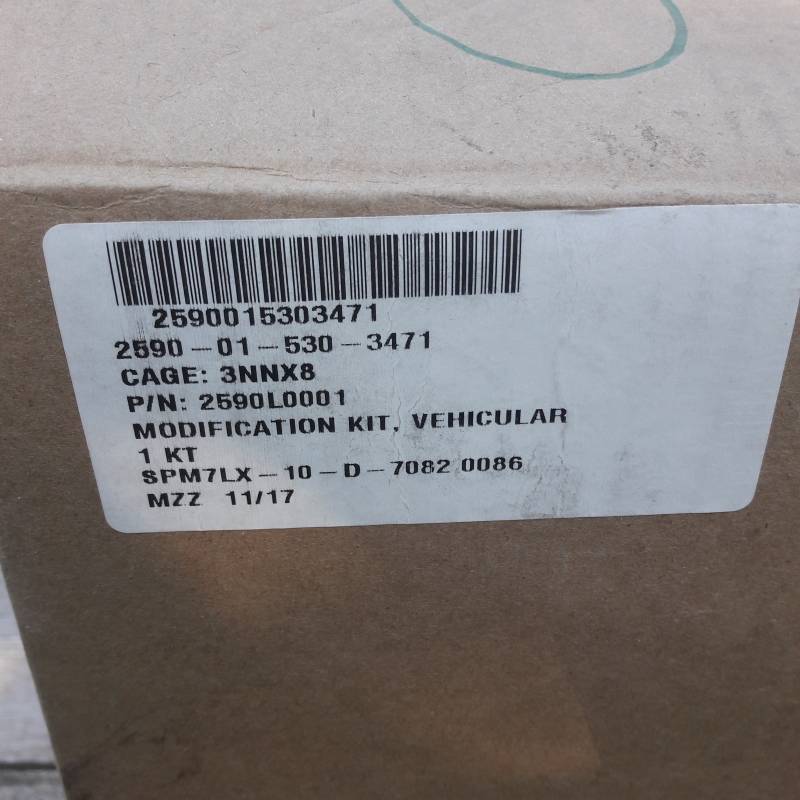 2590015303471
2590-01-530-3471
CAGE: 3NNX8
P/N: 2590L0001
MODIFICATION KIT, VEHICULAR
1 KT
SPM7LX-10-D-7082 0086
MZZ 11/17